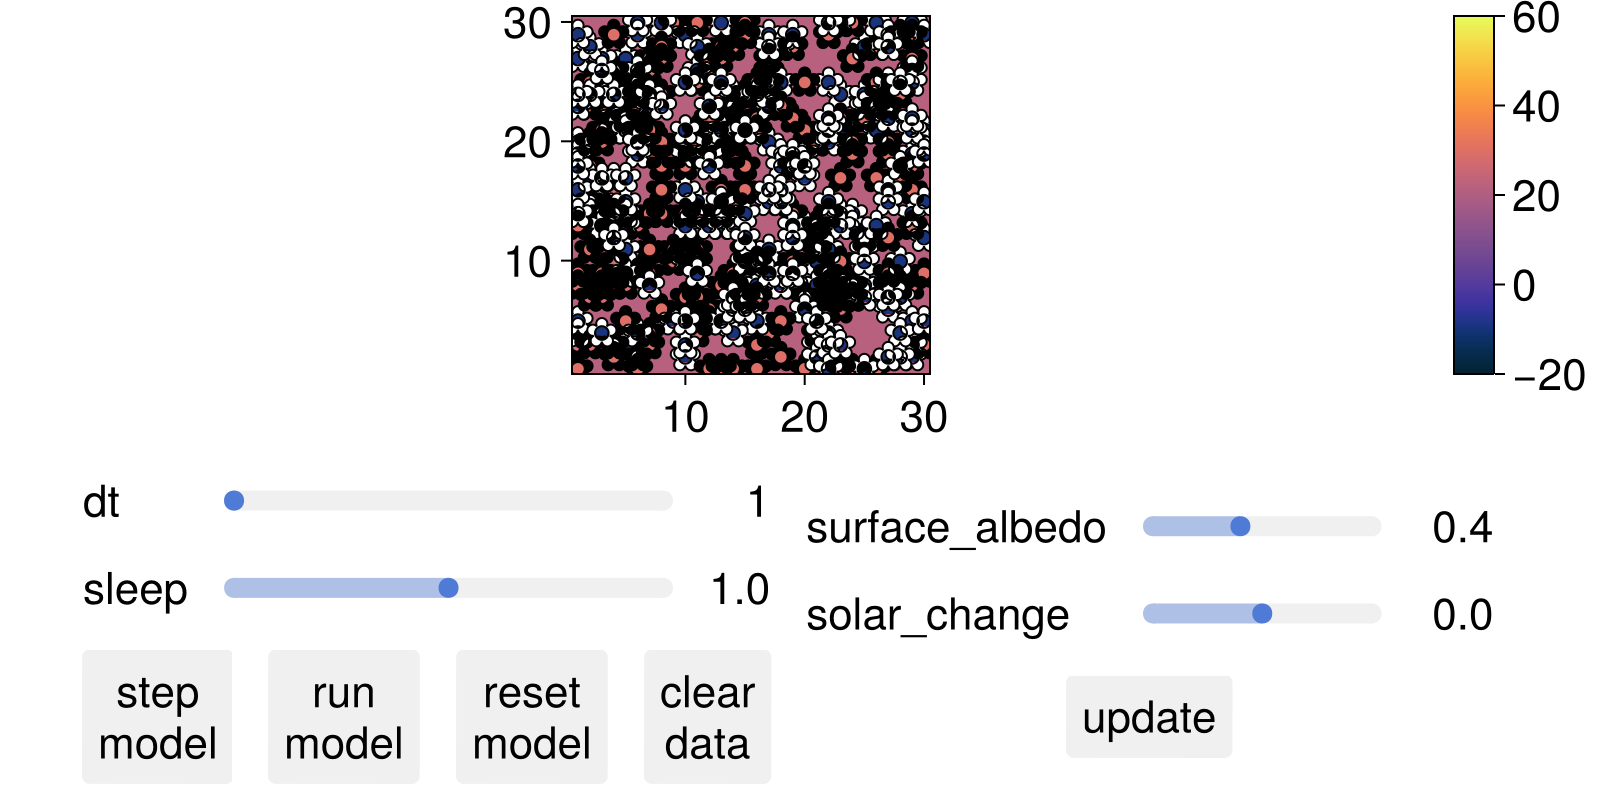 30
20
10
10 20 30
60
40
20
0
−20
dt 1
sleep 1.0
surface_albedo 0.4
solar_change 0.0
step
model
run
model
reset
model
clear
data
update